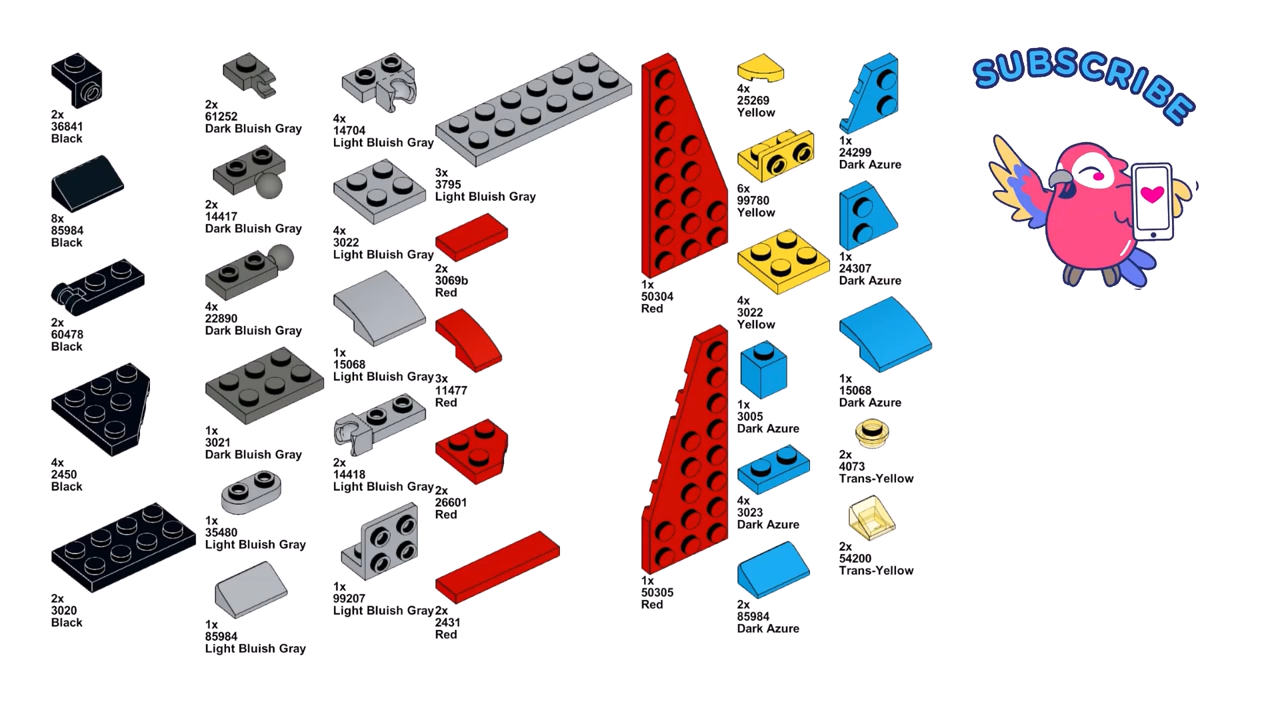 2x
36841
Black
8x
85984
Black
2x
60478
Black
4x
2450
Black
2x
3020
Black
2x
61252
Dark Bluish Gray
2x
14417
Dark Bluish Gray
4x
22890
Dark Bluish Gray
1x
3021
Dark Bluish Gray
1x
35480
Light Bluish Gray
1x
85984
Light Bluish Gray
4x
14704
Light Bluish Gray
4x
3022
Light Bluish Gray
1x
15068
Light Bluish Gray
2x
14418
Light Bluish Gray
1x
99207
Light Bluish Gray
3x
3795
Light Bluish Gray
2x
3069b
Red
3x
11477
Red
2x
26601
Red
2x
2431
Red
1x
50304
Red
1x
50305
Red
4x
25269
Yellow
6x
99780
Yellow
4x
3022
Yellow
1x
3005
Dark Azure
4x
3023
Dark Azure
2x
85984
Dark Azure
1x
24299
Dark Azure
1x
24307
Dark Azure
1x
15068
Dark Azure
2x
4073
Trans-Yellow
2x
54200
Trans-Yellow
SUBSCRIBE